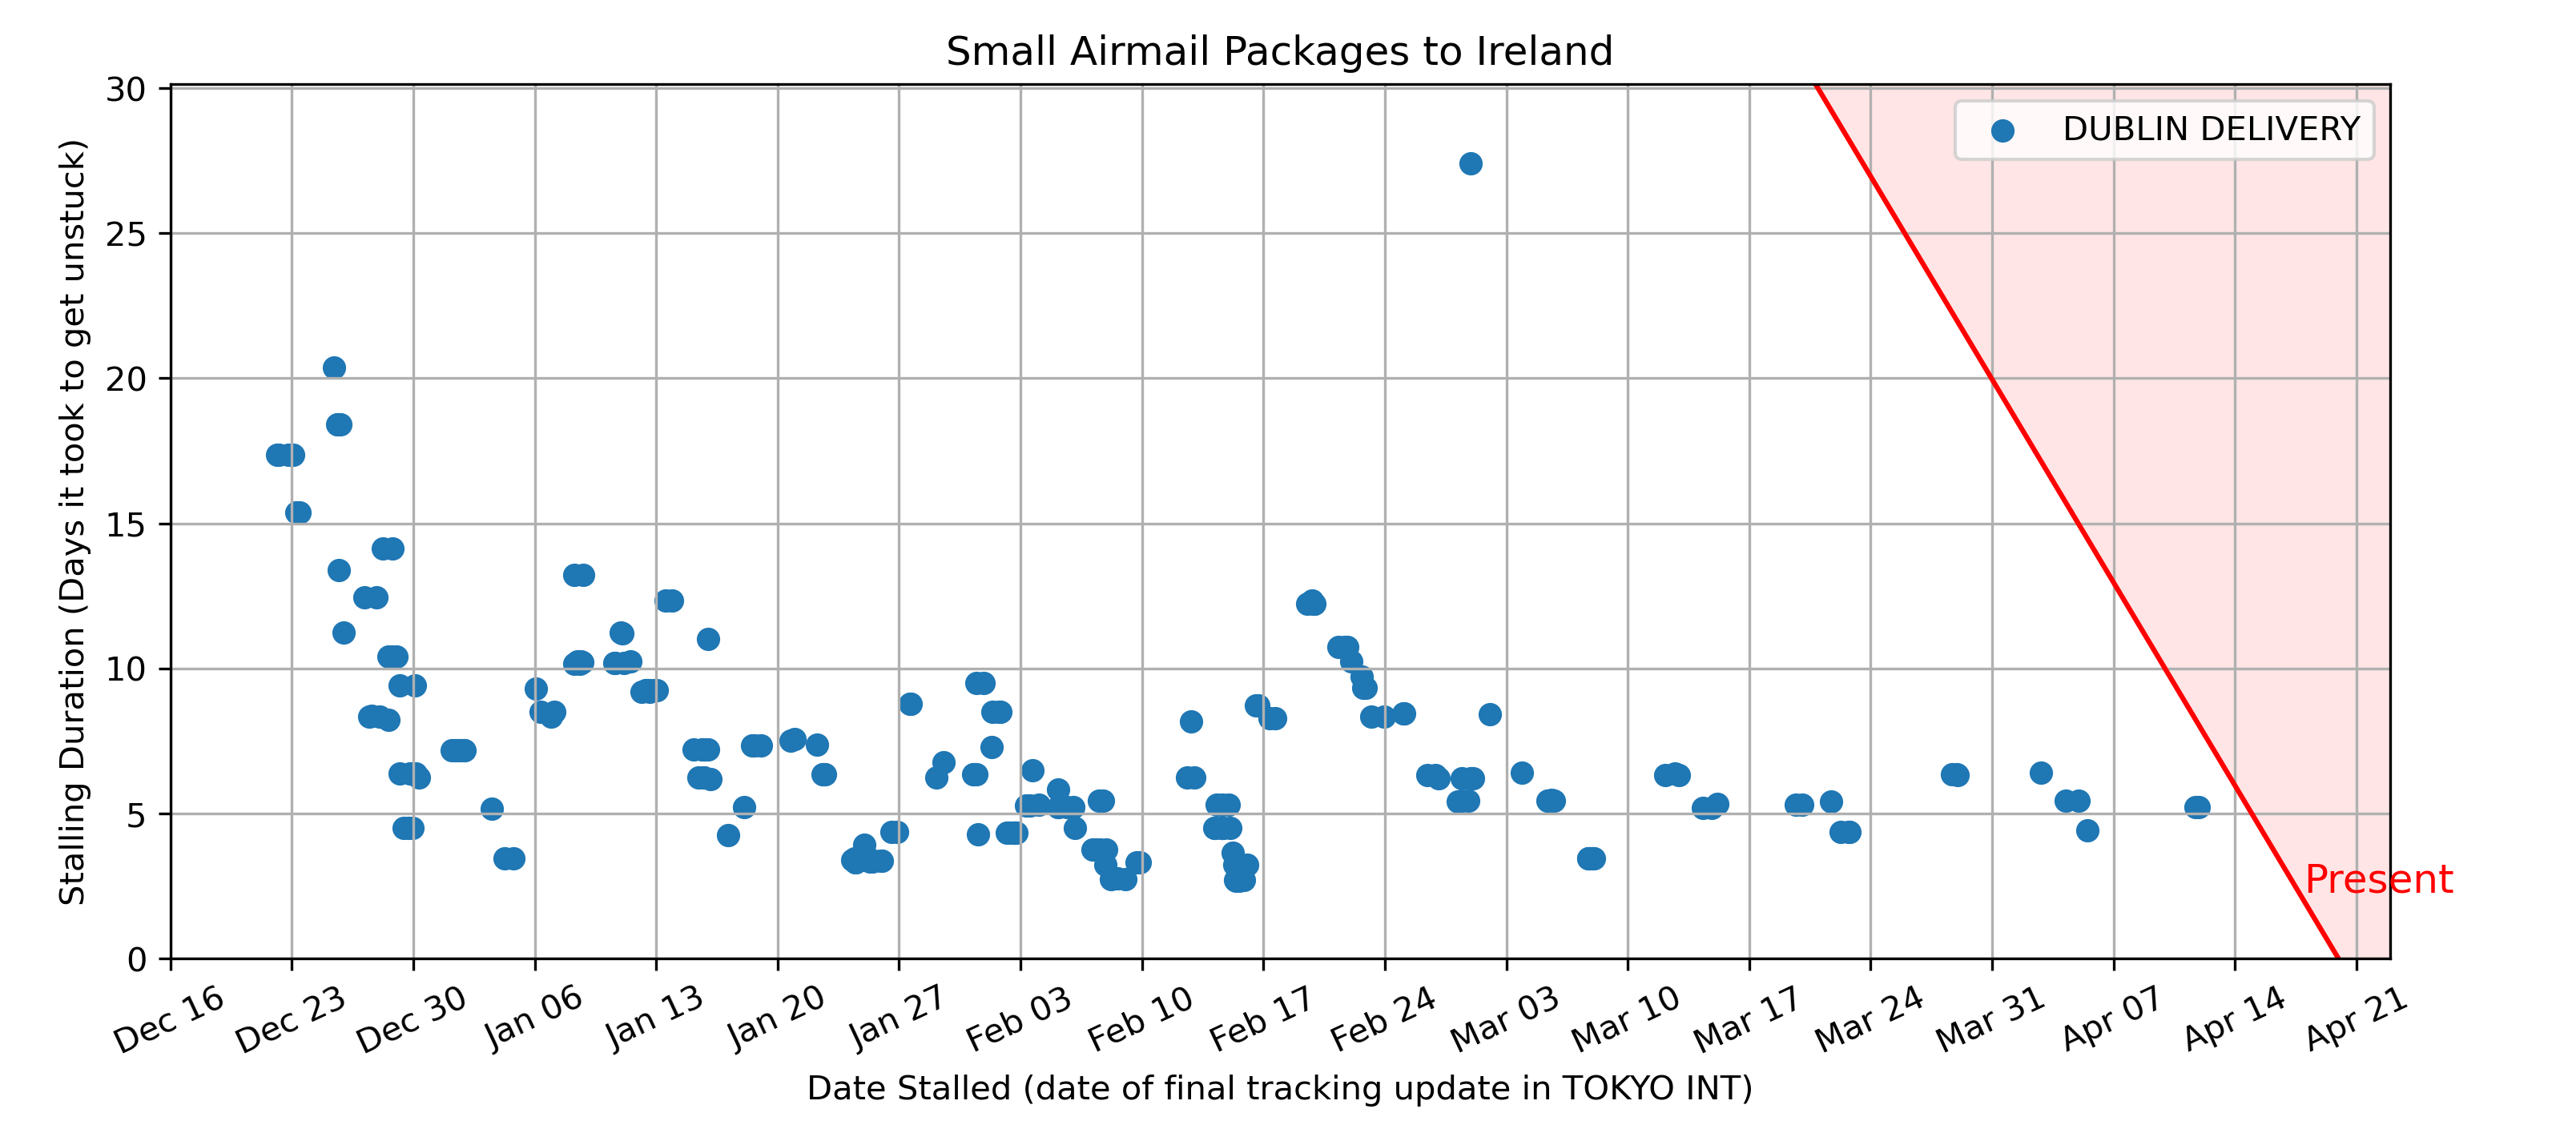 Small Airmail Packages to Ireland
DUBLIN DELIVERY
Stalling Duration (Days it took to get unstuck)
30
25
20
15
10
5
0
Present
Dec 16 Dec 23 Dec 30 Jan 06 Jan 13 Jan 20 Jan 27 Feb 03 Feb 10 Feb 17 Feb 24 Mar 03 Mar 10 Mar 17 Mar 24 Mar 31 Apr 07 Apr 14 Apr 21
Date Stalled (date of final tracking update in TOKYO INT)